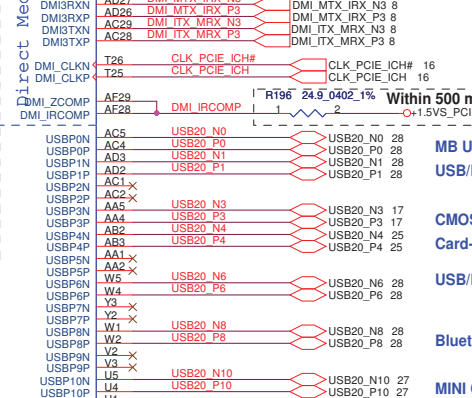 DMI3RXN AD27 DMI_MTX_IRX_N3 DMI_MTX_IRX_N3 8
DMI3RXP AD26 DMI_MTX_IRX_P3 DMI_MTX_IRX_P3 8
DMI3TXN AC29 DMI_ITX_MRX_N3 DMI_ITX_MRX_N3 8
DMI3TXP AC28 DMI_ITX_MRX_P3 DMI_ITX_MRX_P3 8
Direct Med
DMI_CLKN T26 CLK_PCIE_ICH# CLK_PCIE_ICH# 16
DMI_CLKP T25 CLK_PCIE_ICH CLK_PCIE_ICH 16
R196 24.9_0402_1% Within 500 m
DMI_ZCOMP AF29
DMI_IRCOMP AF28 DMI_IRCOMP 1 2 +1.5VS_PCI
USBP0N AC5 USB20_N0 USB20_N0 28
USBP0P AC4 USB20_P0 USB20_P0 28 MB U
USBP1N AD3 USB20_N1 USB20_N1 28
USBP1P AD2 USB20_P1 USB20_P1 28 USB/
USBP2N AC1
USBP2P AC2
USBP3N AA5 USB20_N3 USB20_N3 17
USBP3P AA4 USB20_P3 USB20_P3 17 CMOS
USBP4N AB2 USB20_N4 USB20_N4 25
USBP4P AB3 USB20_P4 USB20_P4 25 Card-
USBP5N AA1
USBP5P AA2
USBP6N W5 USB20_N6 USB20_N6 28 USB/
USBP6P W4 USB20_P6 USB20_P6 28
USBP7N Y3
USBP7P Y2
USBP8N W1 USB20_N8 USB20_N8 28
USBP8P W2 USB20_P8 USB20_P8 28 Bluet
USBP9N V2
USBP9P V3
USBP10N U5 USB20_N10 USB20_N10 27
USBP10P U4 USB20_P10 USB20_P10 27 MINI C